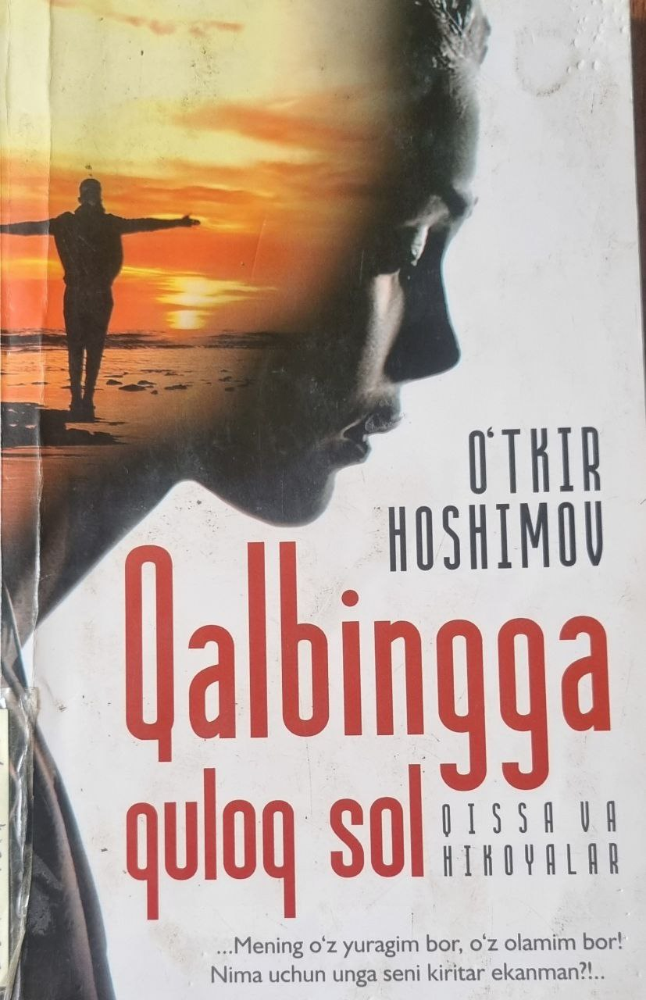 O‘TKIR
HOSHIMOV
Qalbingga
quloq sol
QISSA VA
HIKOYALAR
...Mening o‘z yuragim bor, o‘z olamim bor!
Nima uchun unga seni kiritar ekanman?!..